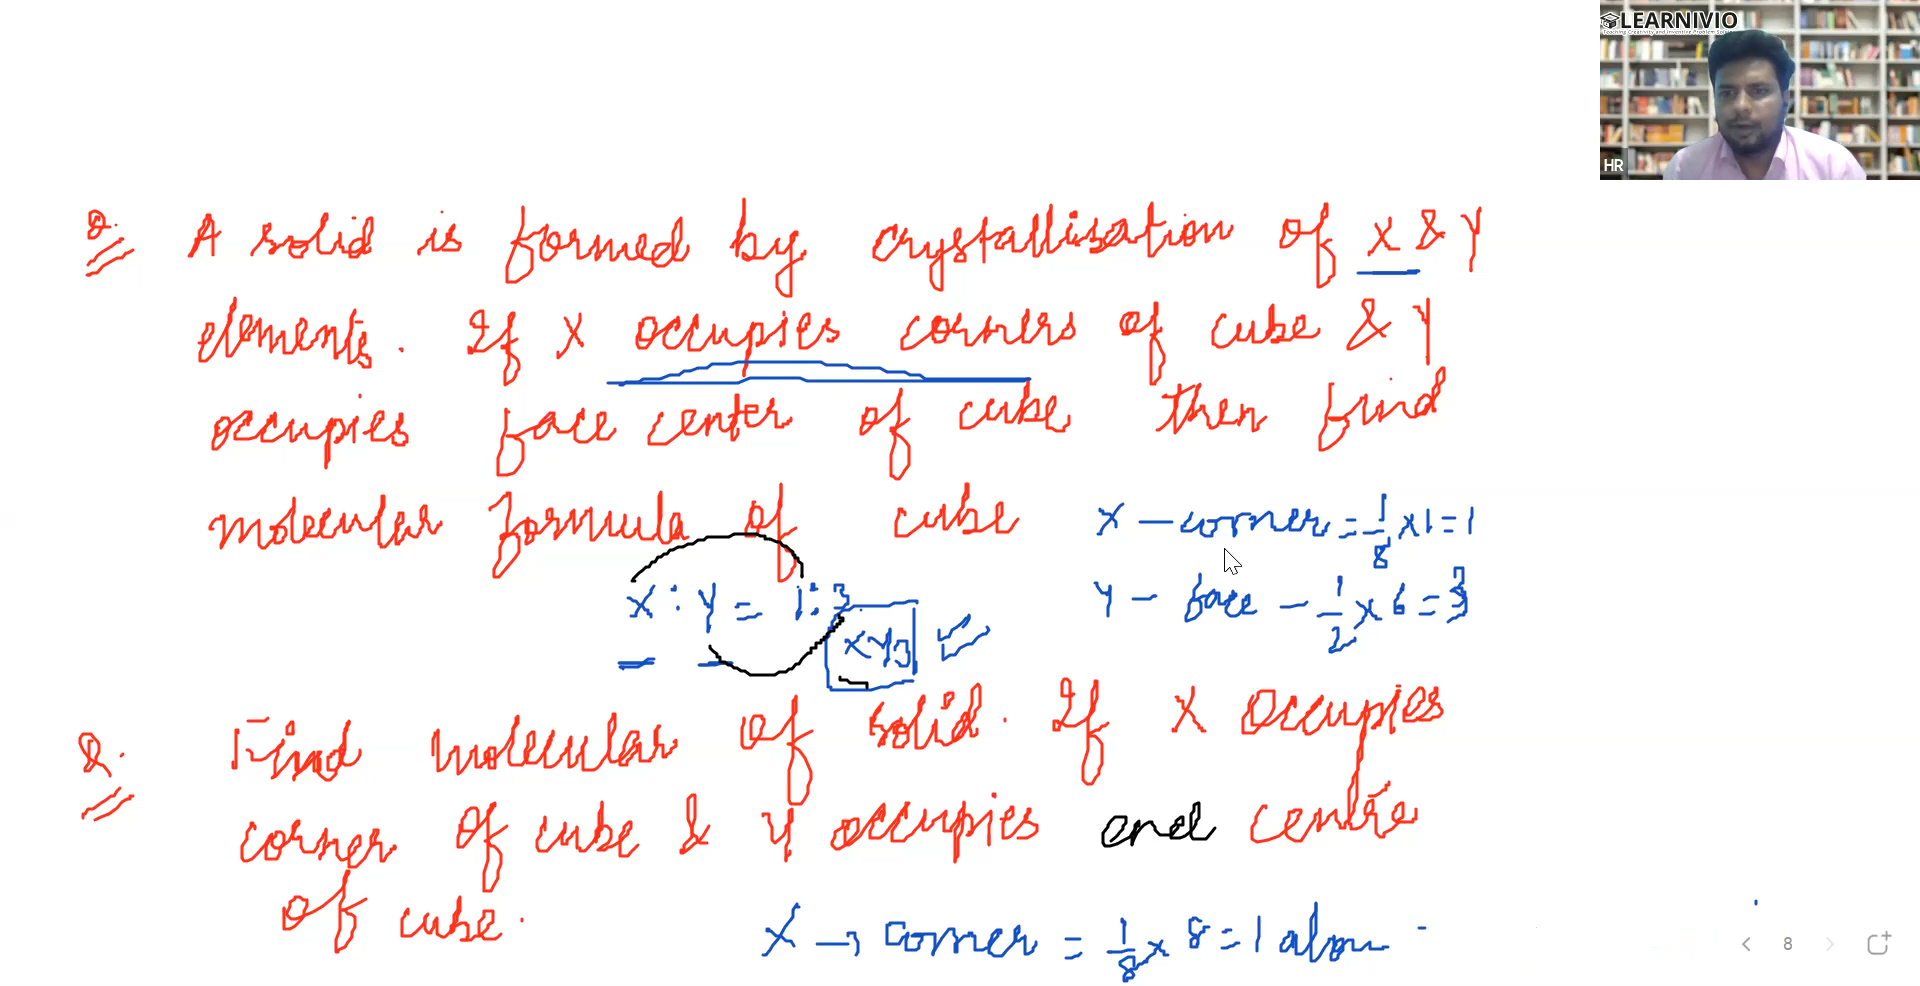 LEARNIVIO
HR
Q. A solid is formed by crystallisation of X & Y
elements. If X occupies corners of cube & Y
occupies face center of cube then find
molecular formula of cube
X — corner = 1/8 × 1 = 1
X : Y = 1 : 3
Y — face — 1/2 × 6 = 3
XY3
Q. Find molecular of solid. If X occupies
corner of cube & Y occupies end centre
of cube.
X → corner = 1/8 × 8 = 1
8